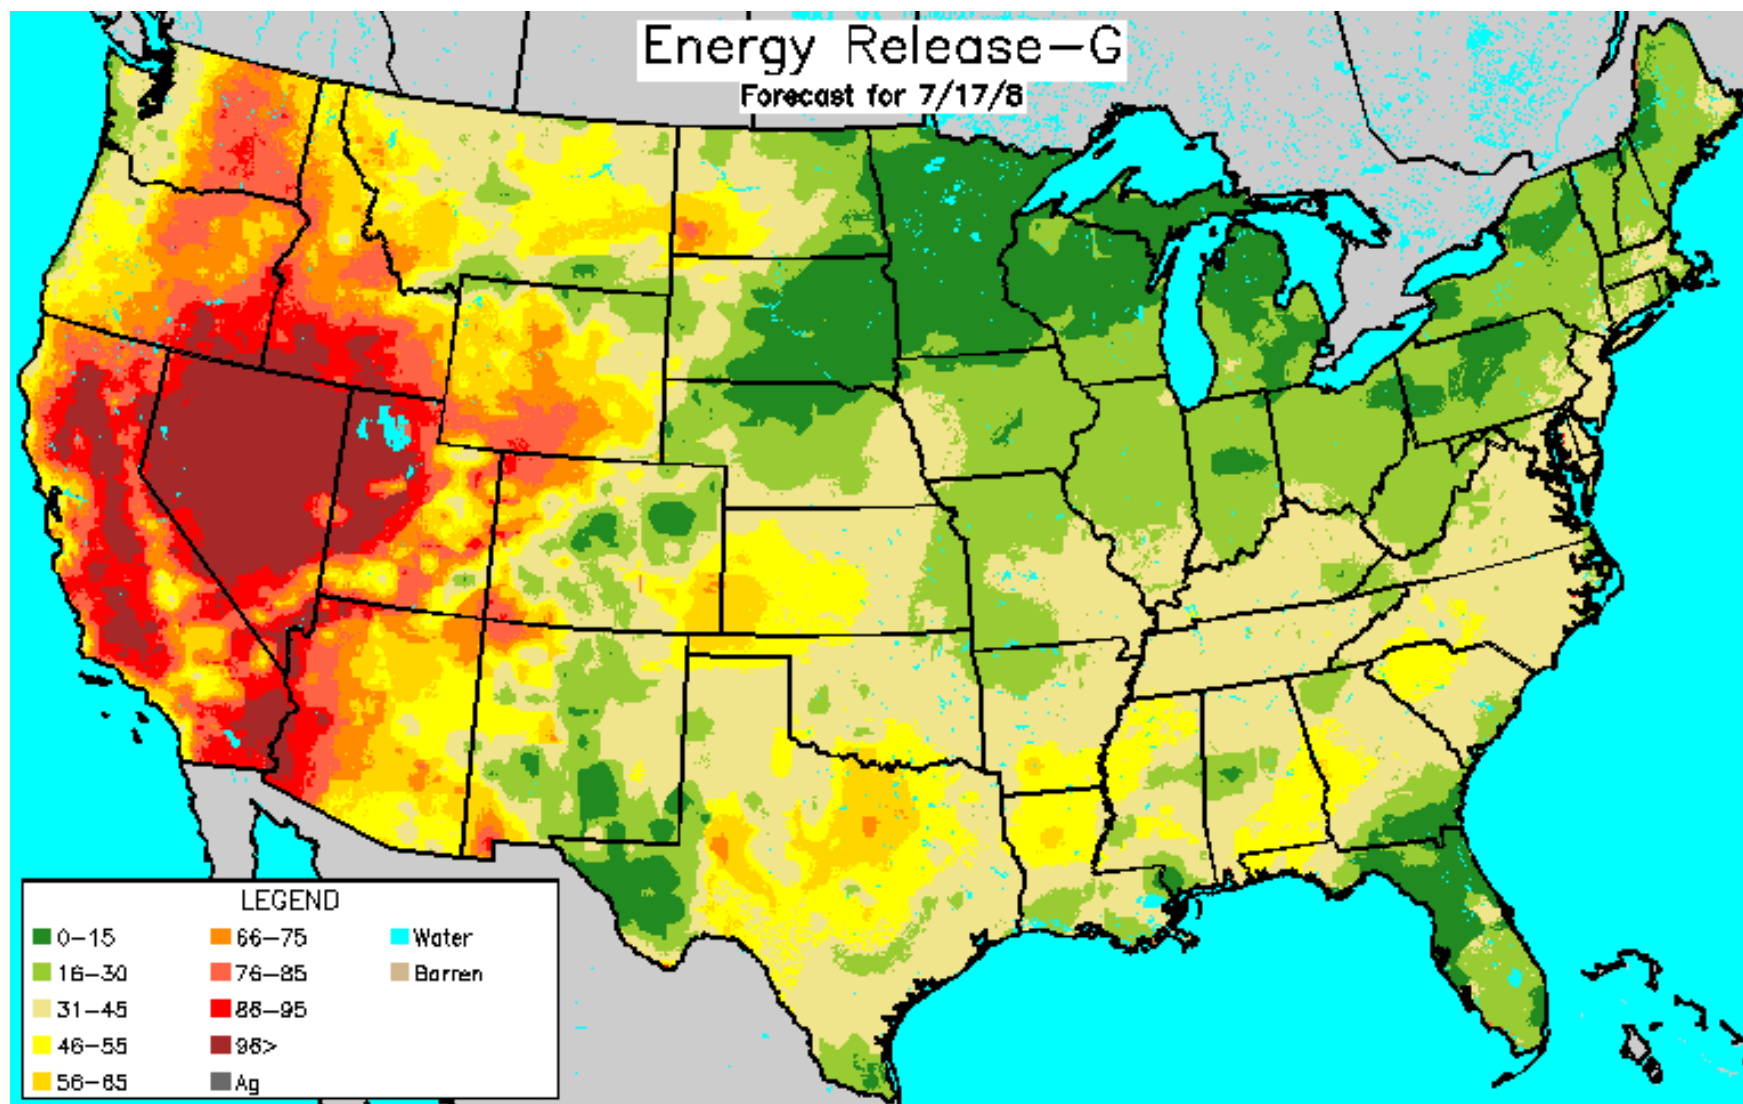 Energy Release-G
Forecast for 7/17/8
LEGEND
0-15
16-30
31-45
46-55
56-65
66-75
76-85
86-95
96>
Ag
Water
Barren